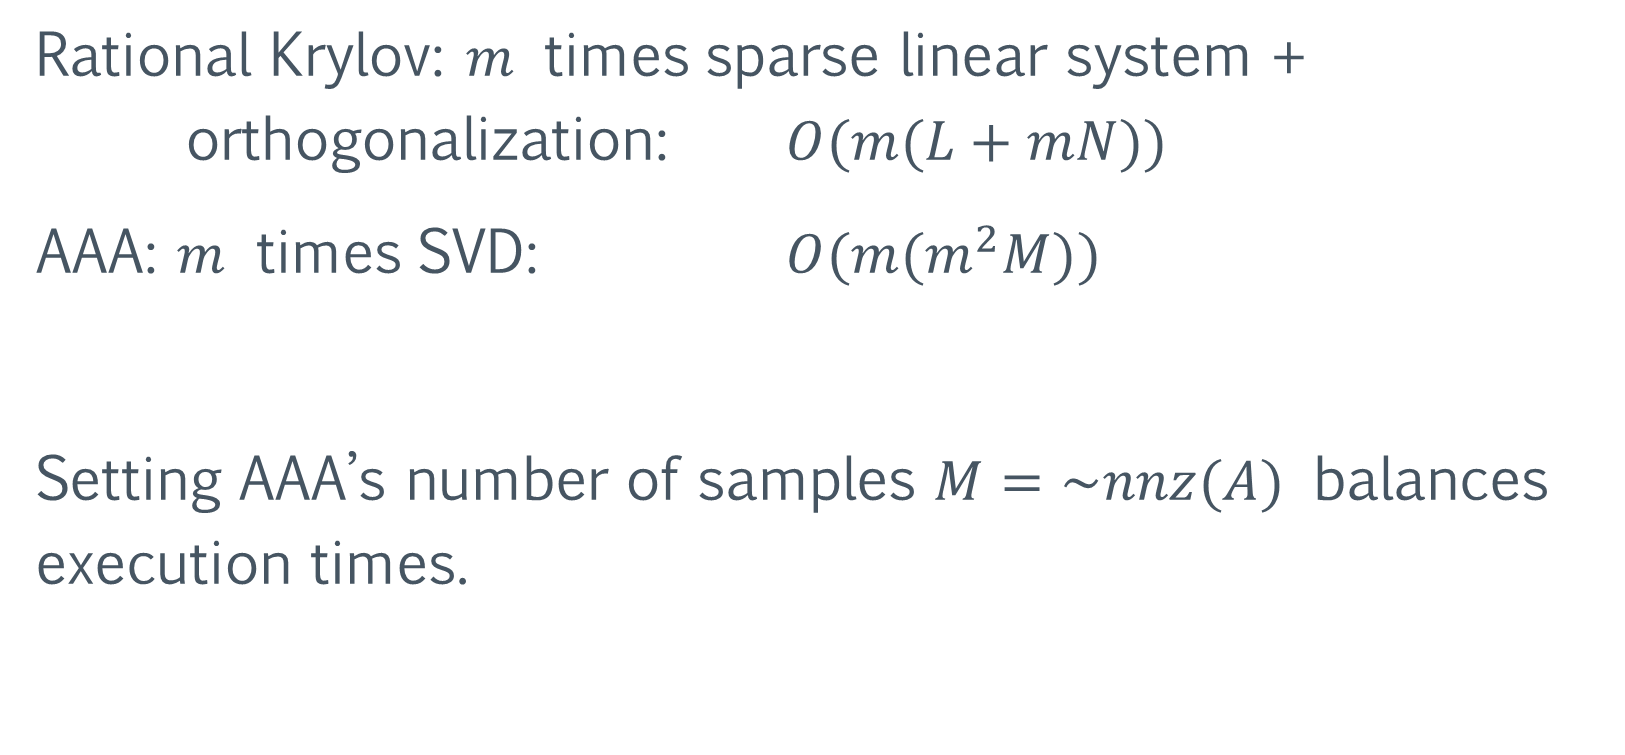 Rational Krylov: m times sparse linear system +
orthogonalization: O(m(L + mN))
AAA: m times SVD: O(m(m²M))
Setting AAA’s number of samples M = ~nnz(A) balances
execution times.